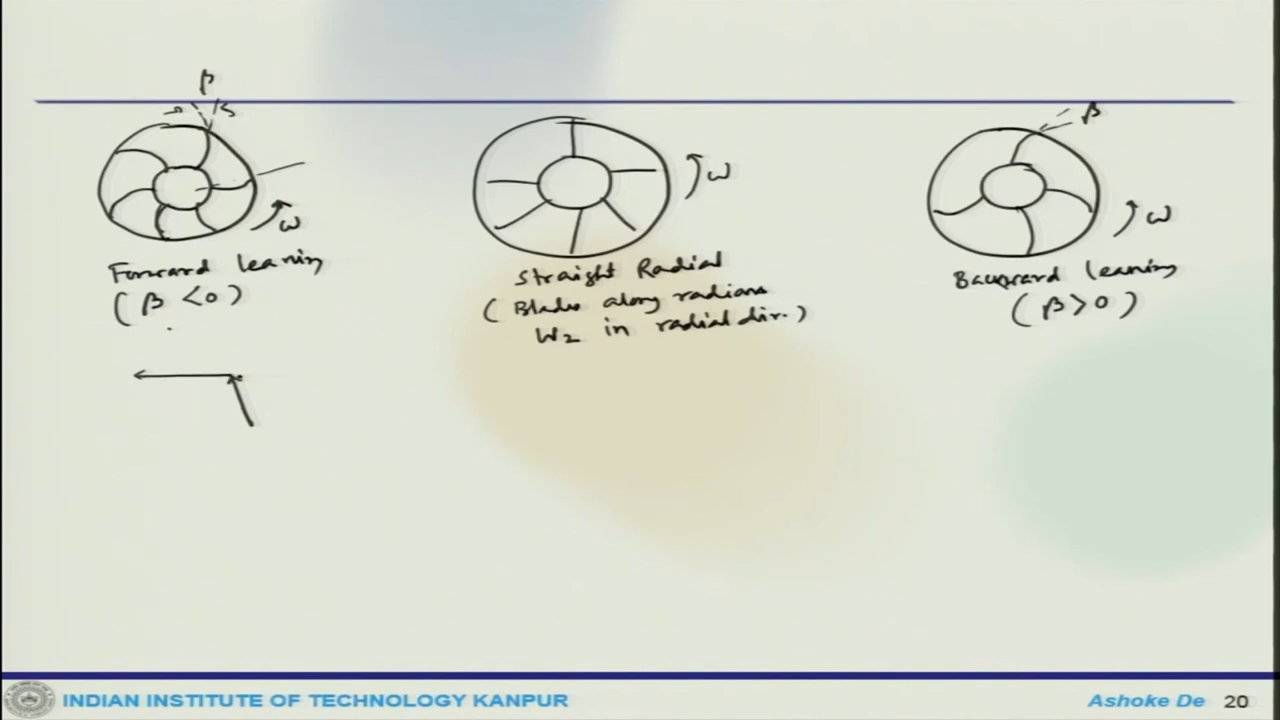 β
ω
Forward leaning
(β < 0)
ω
Straight Radial
(Blades along radians
W2 in radial dir.)
β
ω
Backward leaning
(β > 0)
INDIAN INSTITUTE OF TECHNOLOGY KANPUR
Ashoke De 20